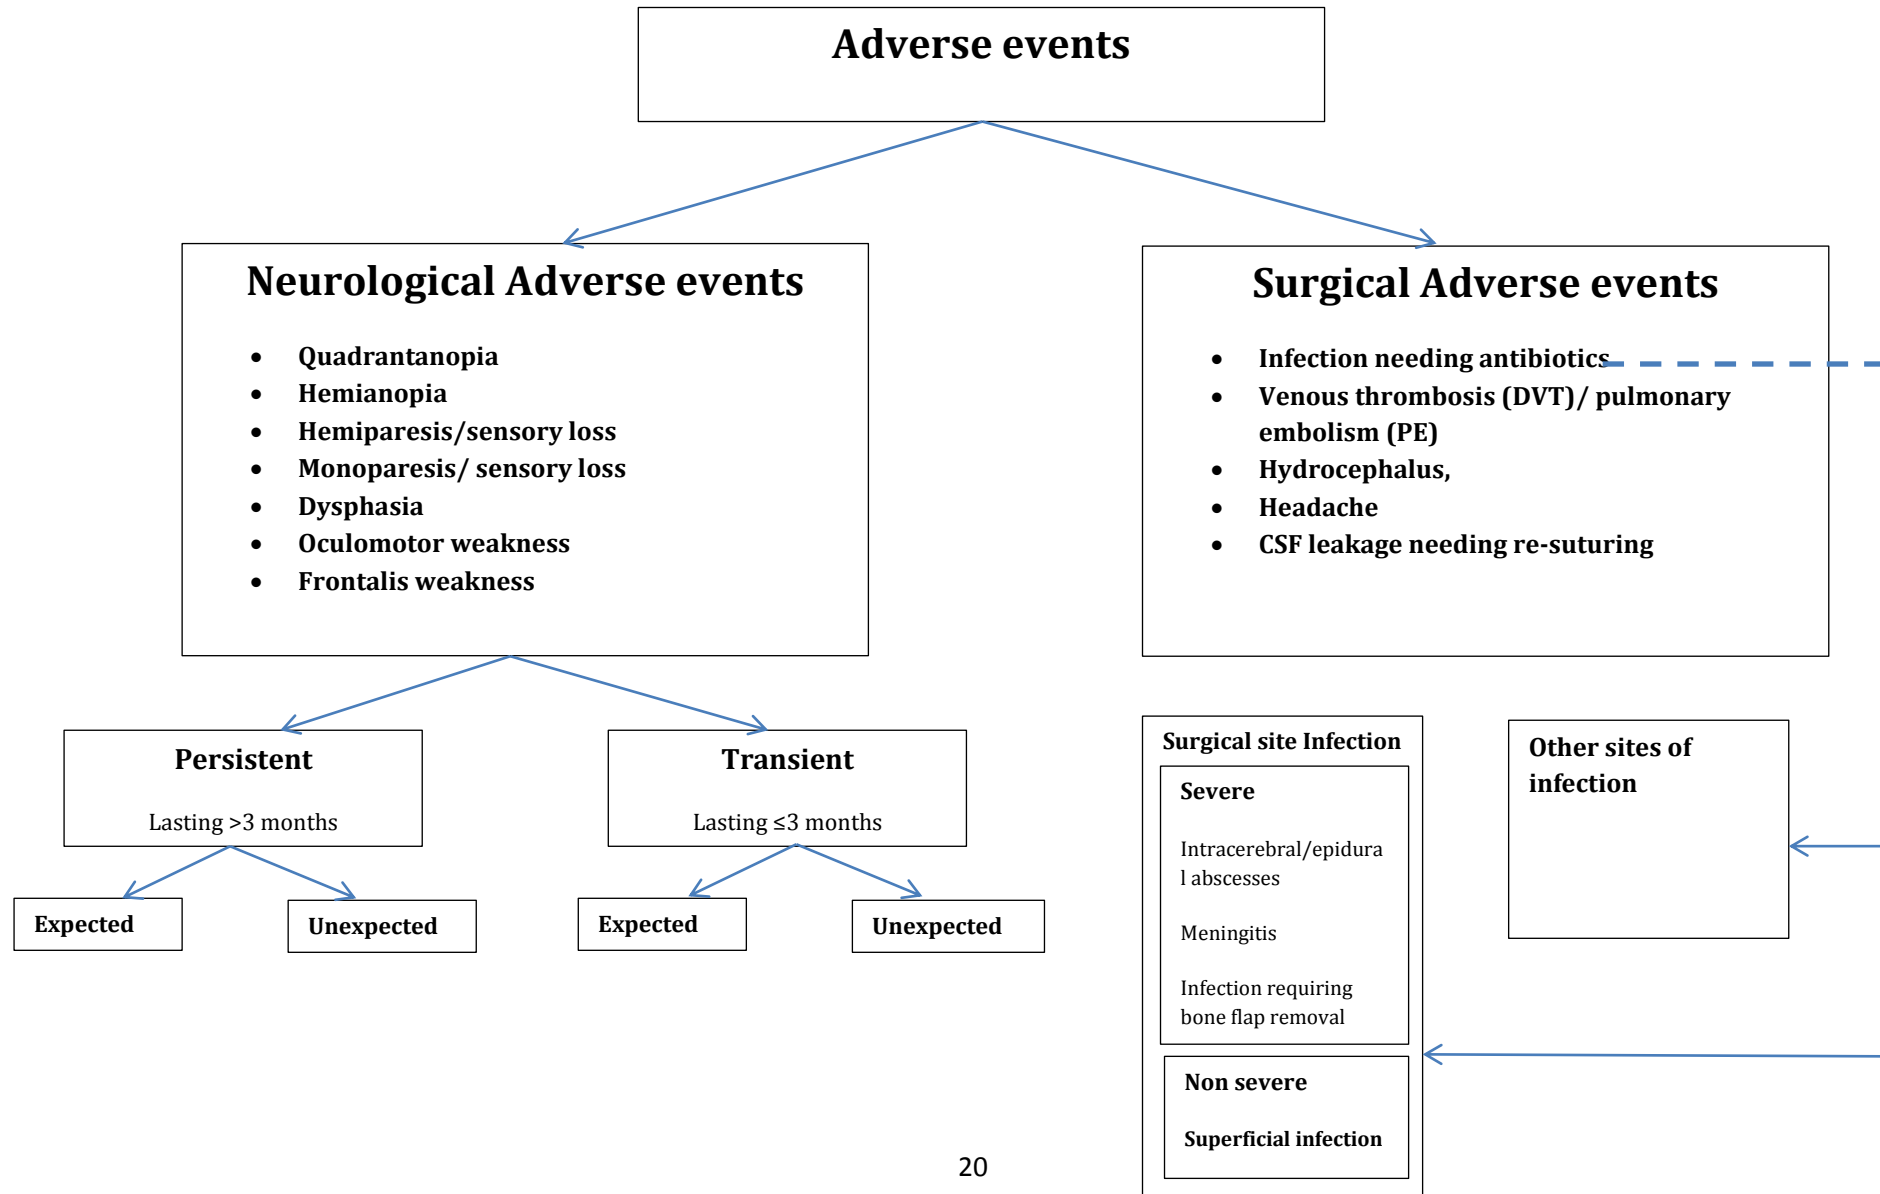 Adverse events
Neurological Adverse events
• Quadrantanopia
• Hemianopia
• Hemiparesis/sensory loss
• Monoparesis/ sensory loss
• Dysphasia
• Oculomotor weakness
• Frontalis weakness
Surgical Adverse events
• Infection needing antibiotics
• Venous thrombosis (DVT)/ pulmonary
embolism (PE)
• Hydrocephalus,
• Headache
• CSF leakage needing re-suturing
Persistent
Lasting >3 months
Transient
Lasting ≤3 months
Expected
Unexpected
Expected
Unexpected
Surgical site Infection
Severe
Intracerebral/epidura
l abscesses
Meningitis
Infection requiring
bone flap removal
Non severe
Superficial infection
Other sites of
infection
20